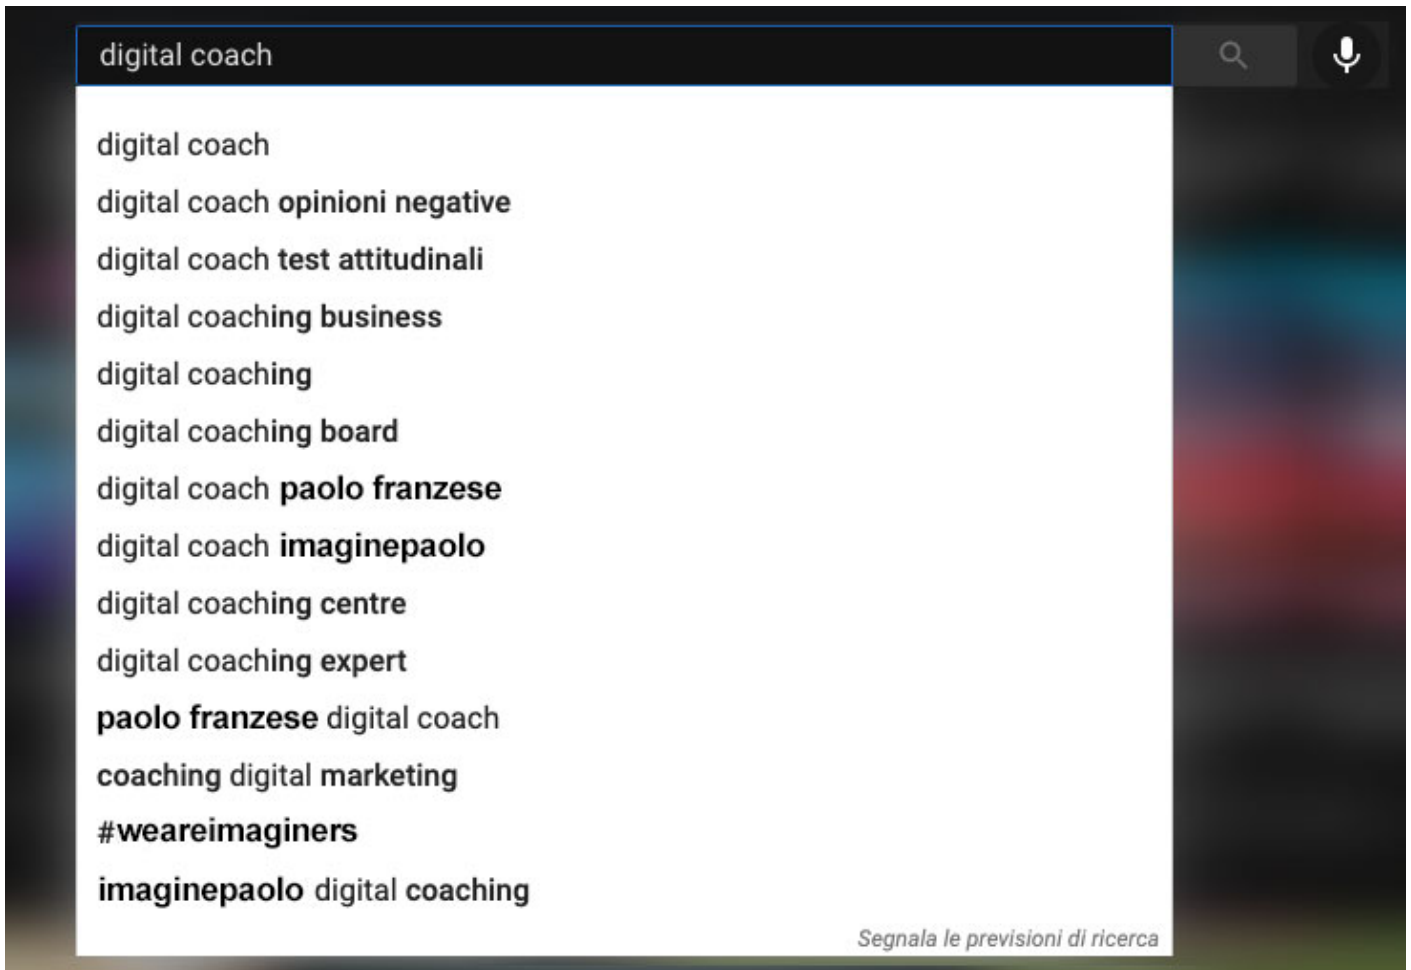 digital coach
digital coach
digital coach opinioni negative
digital coach test attitudinali
digital coaching business
digital coaching
digital coaching board
digital coach paolo franzese
digital coach imaginepaolo
digital coaching centre
digital coaching expert
paolo franzese digital coach
coaching digital marketing
#weareimaginers
imaginepaolo digital coaching
Segnala le previsioni di ricerca